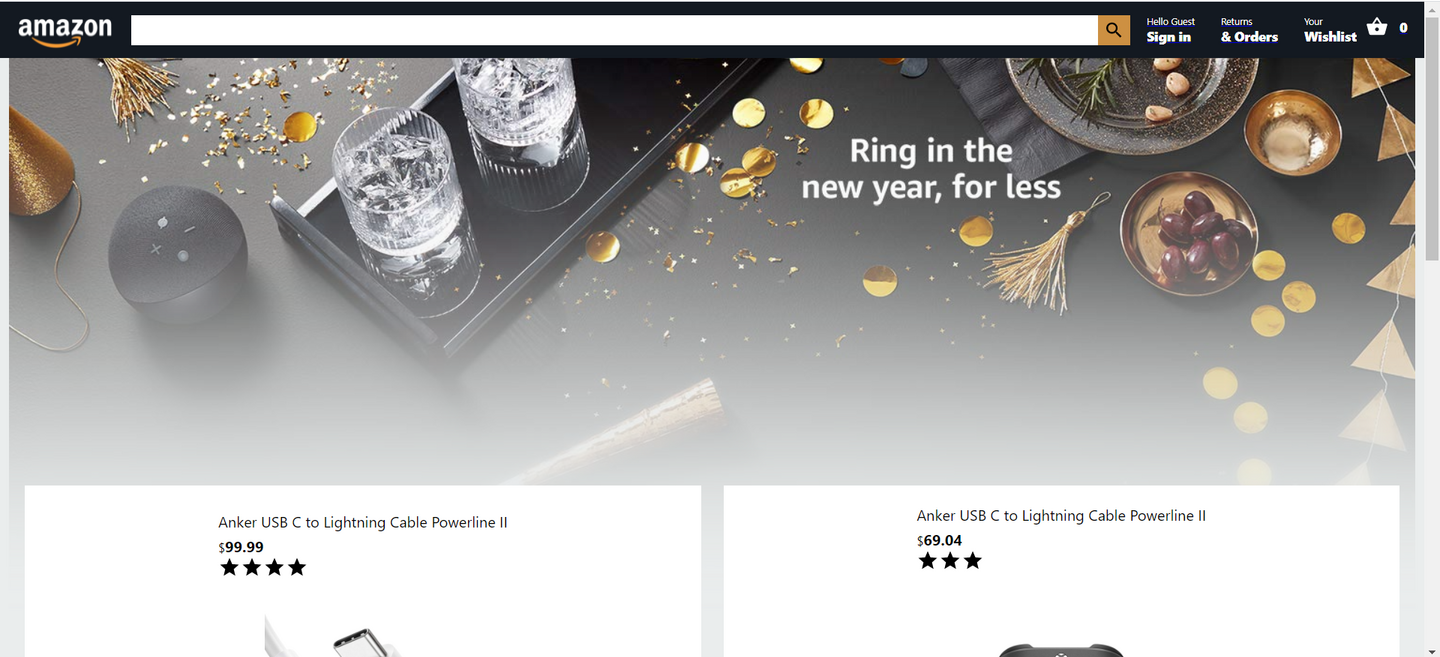 amazon
Hello Guest
Sign in
Returns
& Orders
Your
Wishlist
0
Ring in the
new year, for less
Anker USB C to Lightning Cable Powerline II
$99.99
Anker USB C to Lightning Cable Powerline II
$69.04